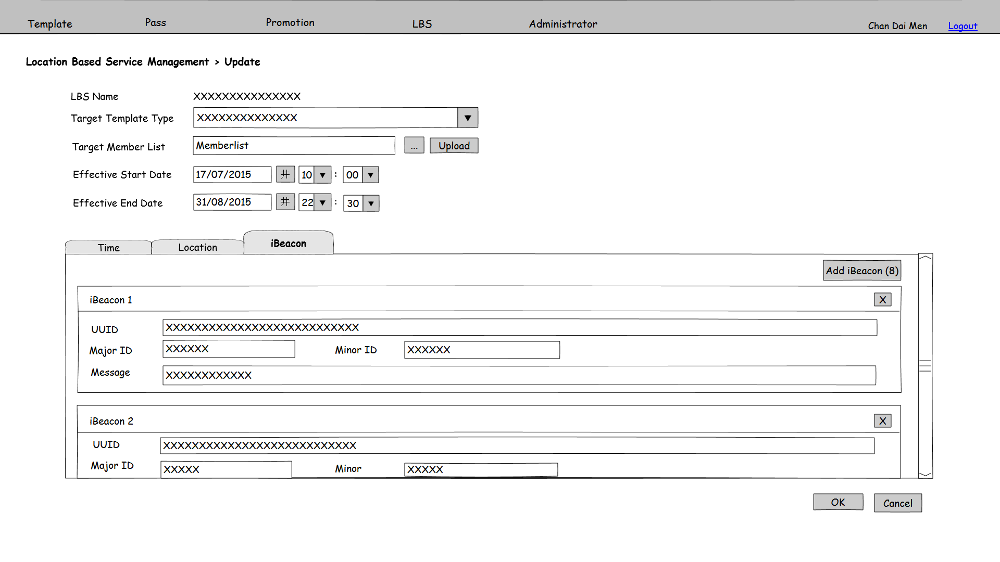 Template Pass Promotion LBS Administrator Chan Dai Men Logout
Location Based Service Management > Update
LBS Name XXXXXXXXXXXXXXX
Target Template Type XXXXXXXXXXXXXX ▼
Target Member List Memberlist ... Upload
Effective Start Date 17/07/2015 井 10 ▼ : 00 ▼
Effective End Date 31/08/2015 井 22 ▼ : 30 ▼
Time Location iBeacon
Add iBeacon (8)
iBeacon 1 X
UUID XXXXXXXXXXXXXXXXXXXXXXXXXXX
Major ID XXXXXX Minor ID XXXXXX
Message XXXXXXXXXXXX
iBeacon 2 X
UUID XXXXXXXXXXXXXXXXXXXXXXXXXXX
Major ID XXXXX Minor XXXXX
OK Cancel